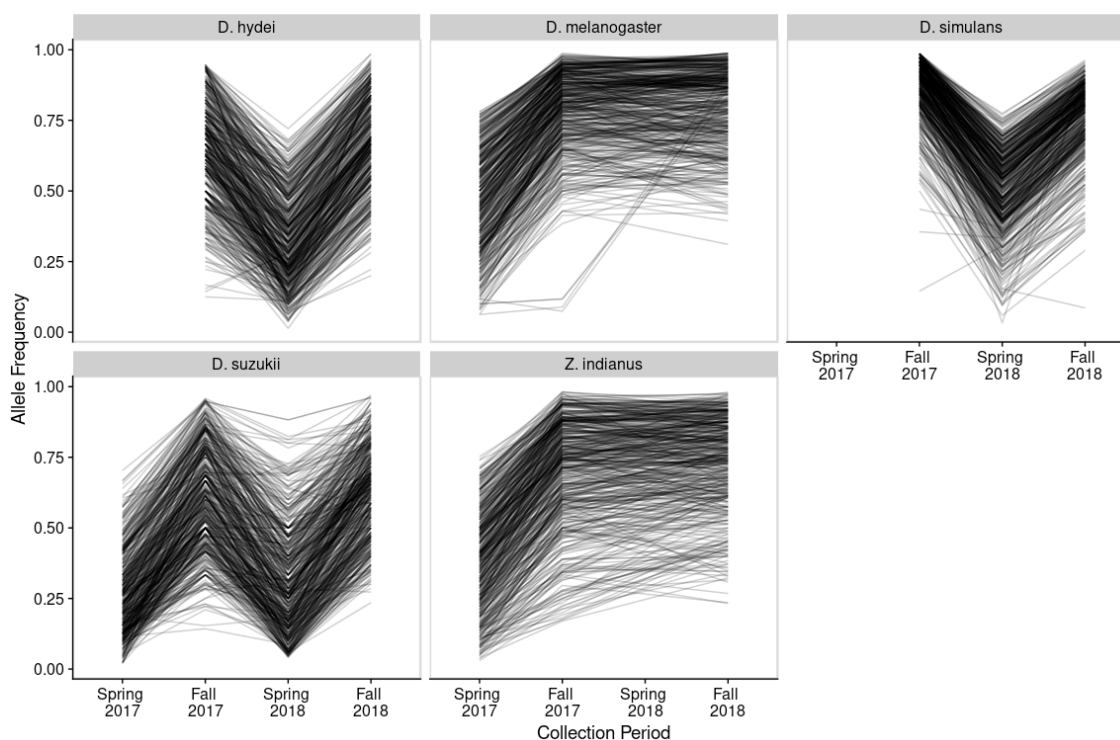 D. hydei
D. melanogaster
D. simulans
1.00
0.75
0.50
0.25
0.00
Spring
2017
Fall
2017
Spring
2018
Fall
2018
Allele Frequency
D. suzukii
Z. indianus
1.00
0.75
0.50
0.25
0.00
Spring
2017
Fall
2017
Spring
2018
Fall
2018
Spring
2017
Fall
2017
Spring
2018
Fall
2018
Collection Period